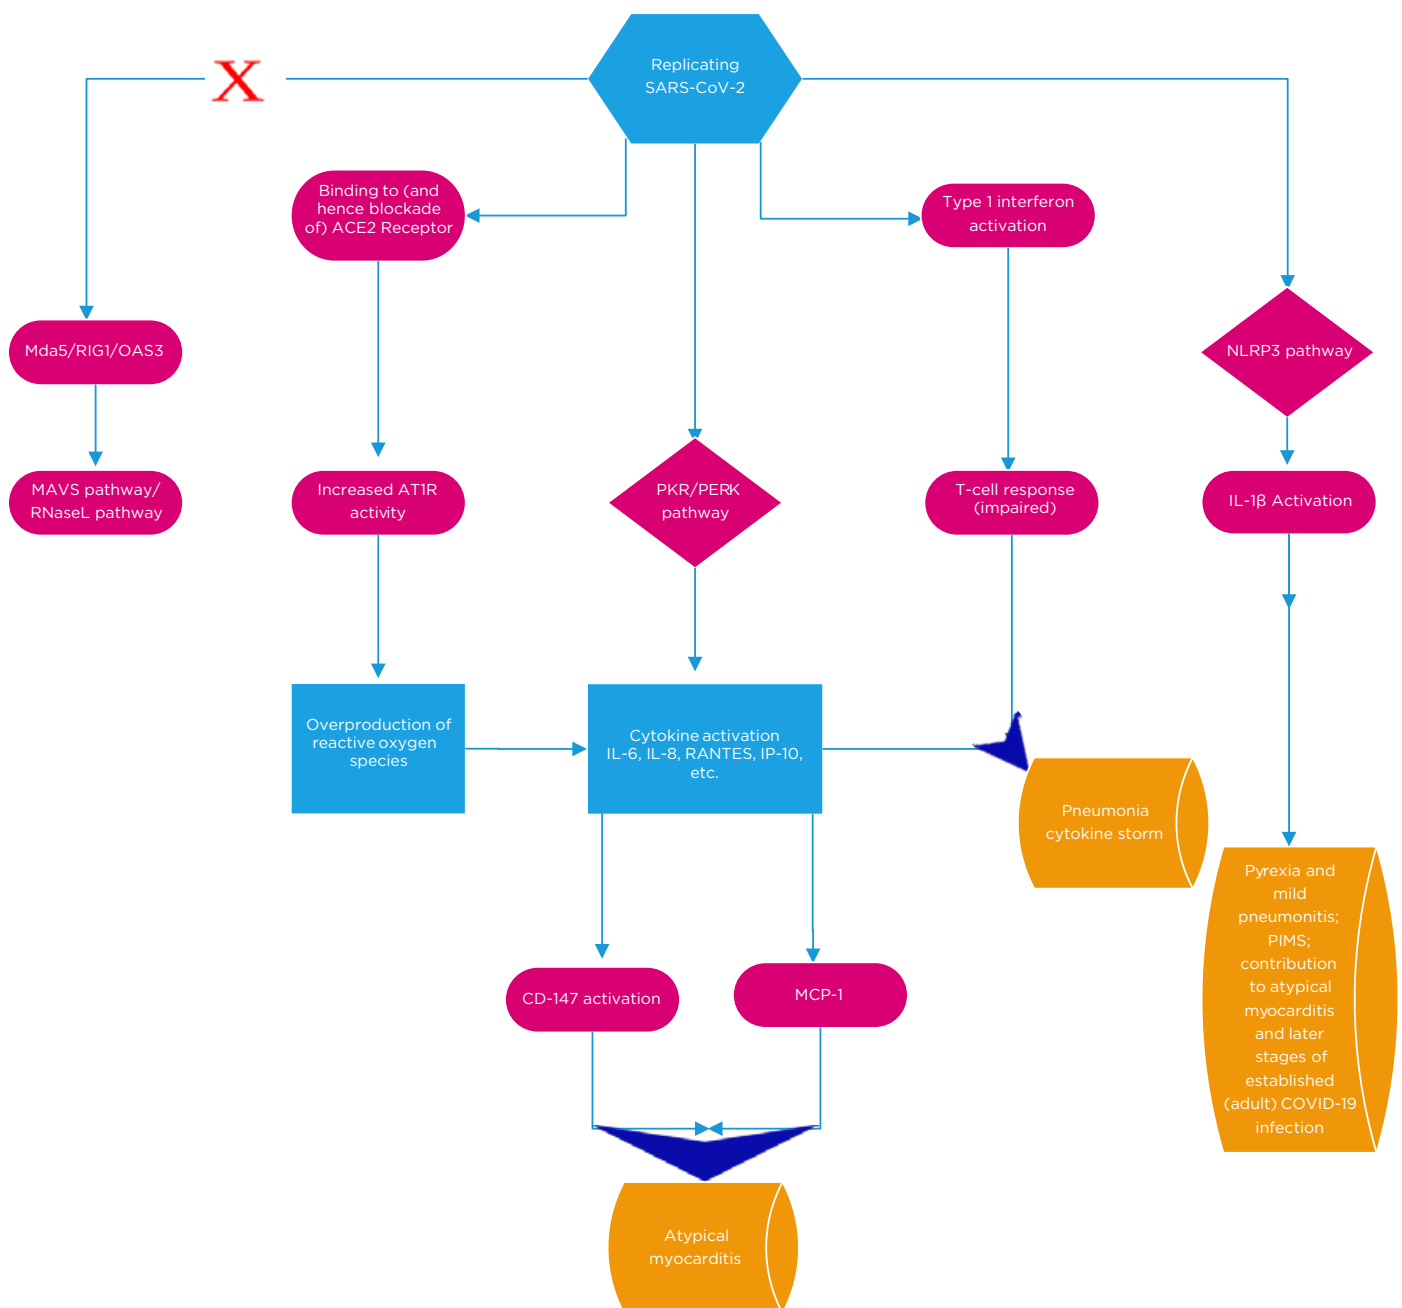 Replicating
SARS-CoV-2
X
Binding to (and
hence blockade
of) ACE2 Receptor
Type 1 interferon
activation
Mda5/RIG1/OAS3
NLRP3 pathway
MAVS pathway/
RNaseL pathway
Increased AT1R
activity
PKR/PERK
pathway
T-cell response
(impaired)
IL-1β Activation
Overproduction of
reactive oxygen
species
Cytokine activation
IL-6, IL-8, RANTES, IP-10,
etc.
Pneumonia
cytokine storm
Pyrexia and
mild
pneumonitis;
PIMS;
contribution
to atypical
myocarditis
and later
stages of
established
(adult) COVID-19
infection
CD-147 activation
MCP-1
Atypical
myocarditis